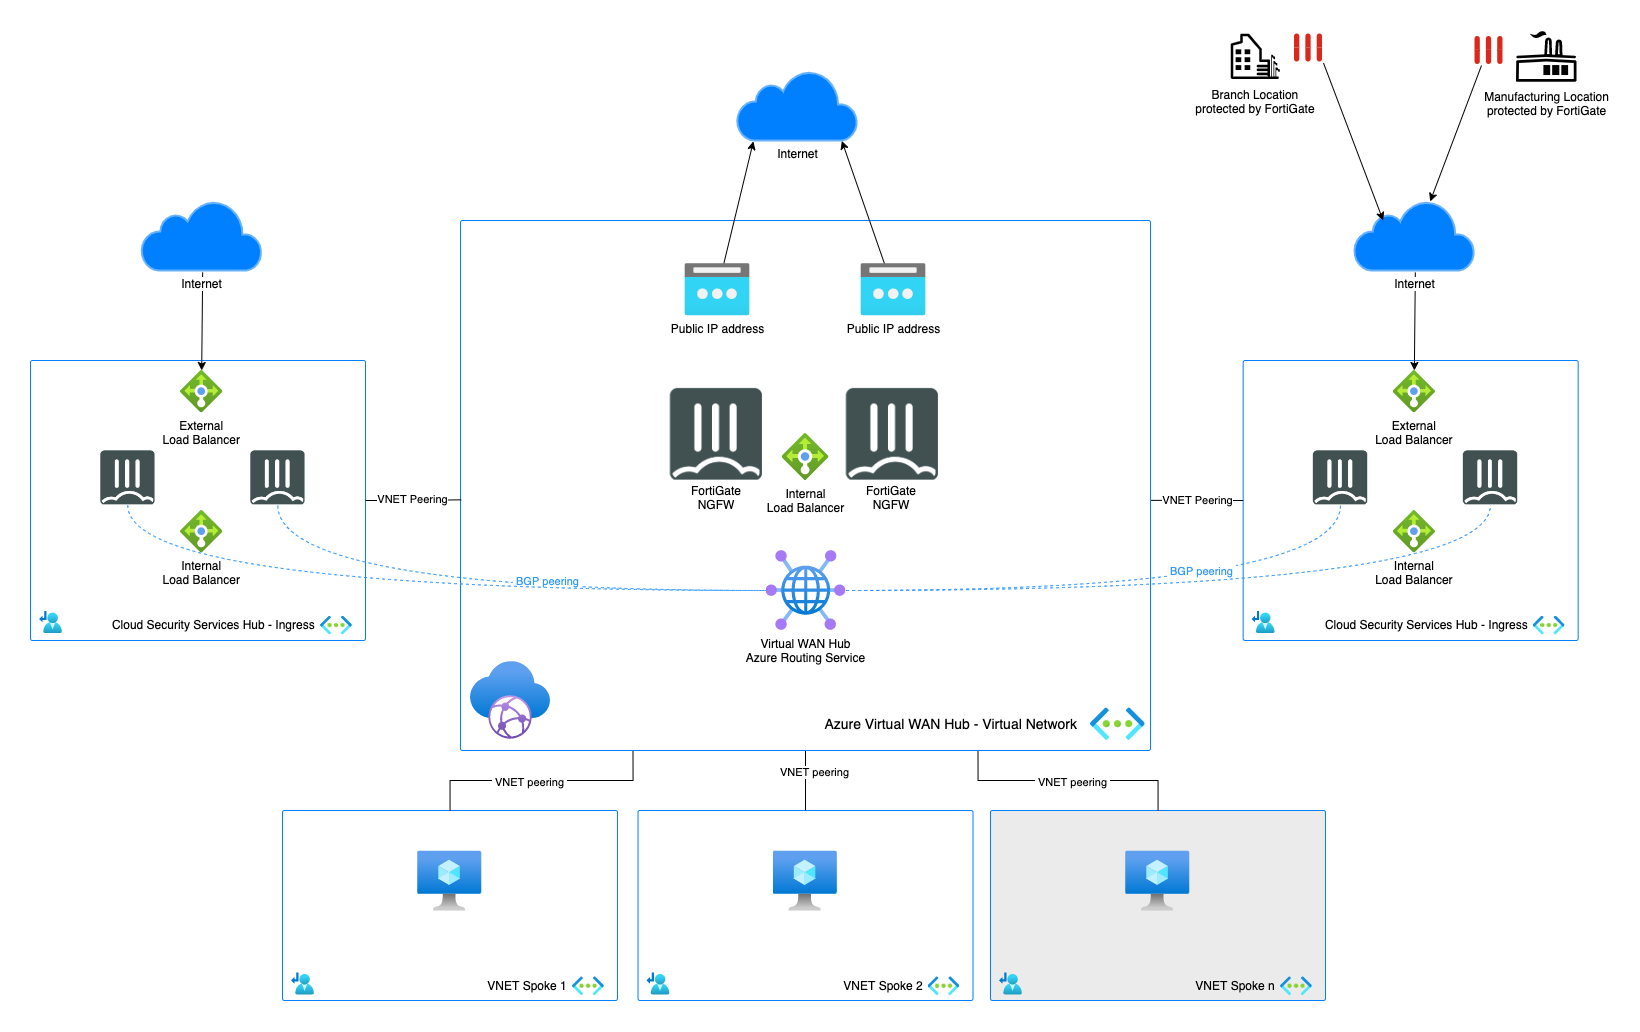 Branch Location
protected by FortiGate
Manufacturing Location
protected by FortiGate
Internet
Internet
Internet
Public IP address
Public IP address
External
Load Balancer
Internal
Load Balancer
Cloud Security Services Hub - Ingress
VNET Peering
FortiGate
NGFW
Internal
Load Balancer
FortiGate
NGFW
BGP peering
Virtual WAN Hub
Azure Routing Service
Azure Virtual WAN Hub - Virtual Network
VNET Peering
External
Load Balancer
BGP peering
Internal
Load Balancer
Cloud Security Services Hub - Ingress
VNET peering
VNET peering
VNET peering
VNET Spoke 1
VNET Spoke 2
VNET Spoke n